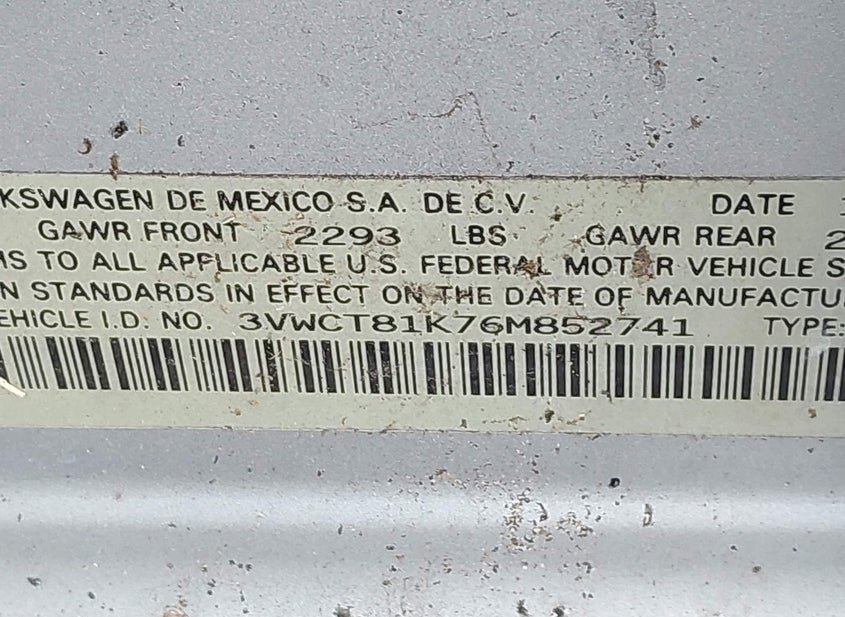 KSWAGEN DE MEXICO S.A. DE C.V. DATE
GAWR FRONT 2293 LBS GAWR REAR 2
MS TO ALL APPLICABLE U.S. FEDERAL MOTOR VEHICLE S
N STANDARDS IN EFFECT ON THE DATE OF MANUFACTU
EHICLE I.D. NO. 3VWCT81K76M852741 TYPE: